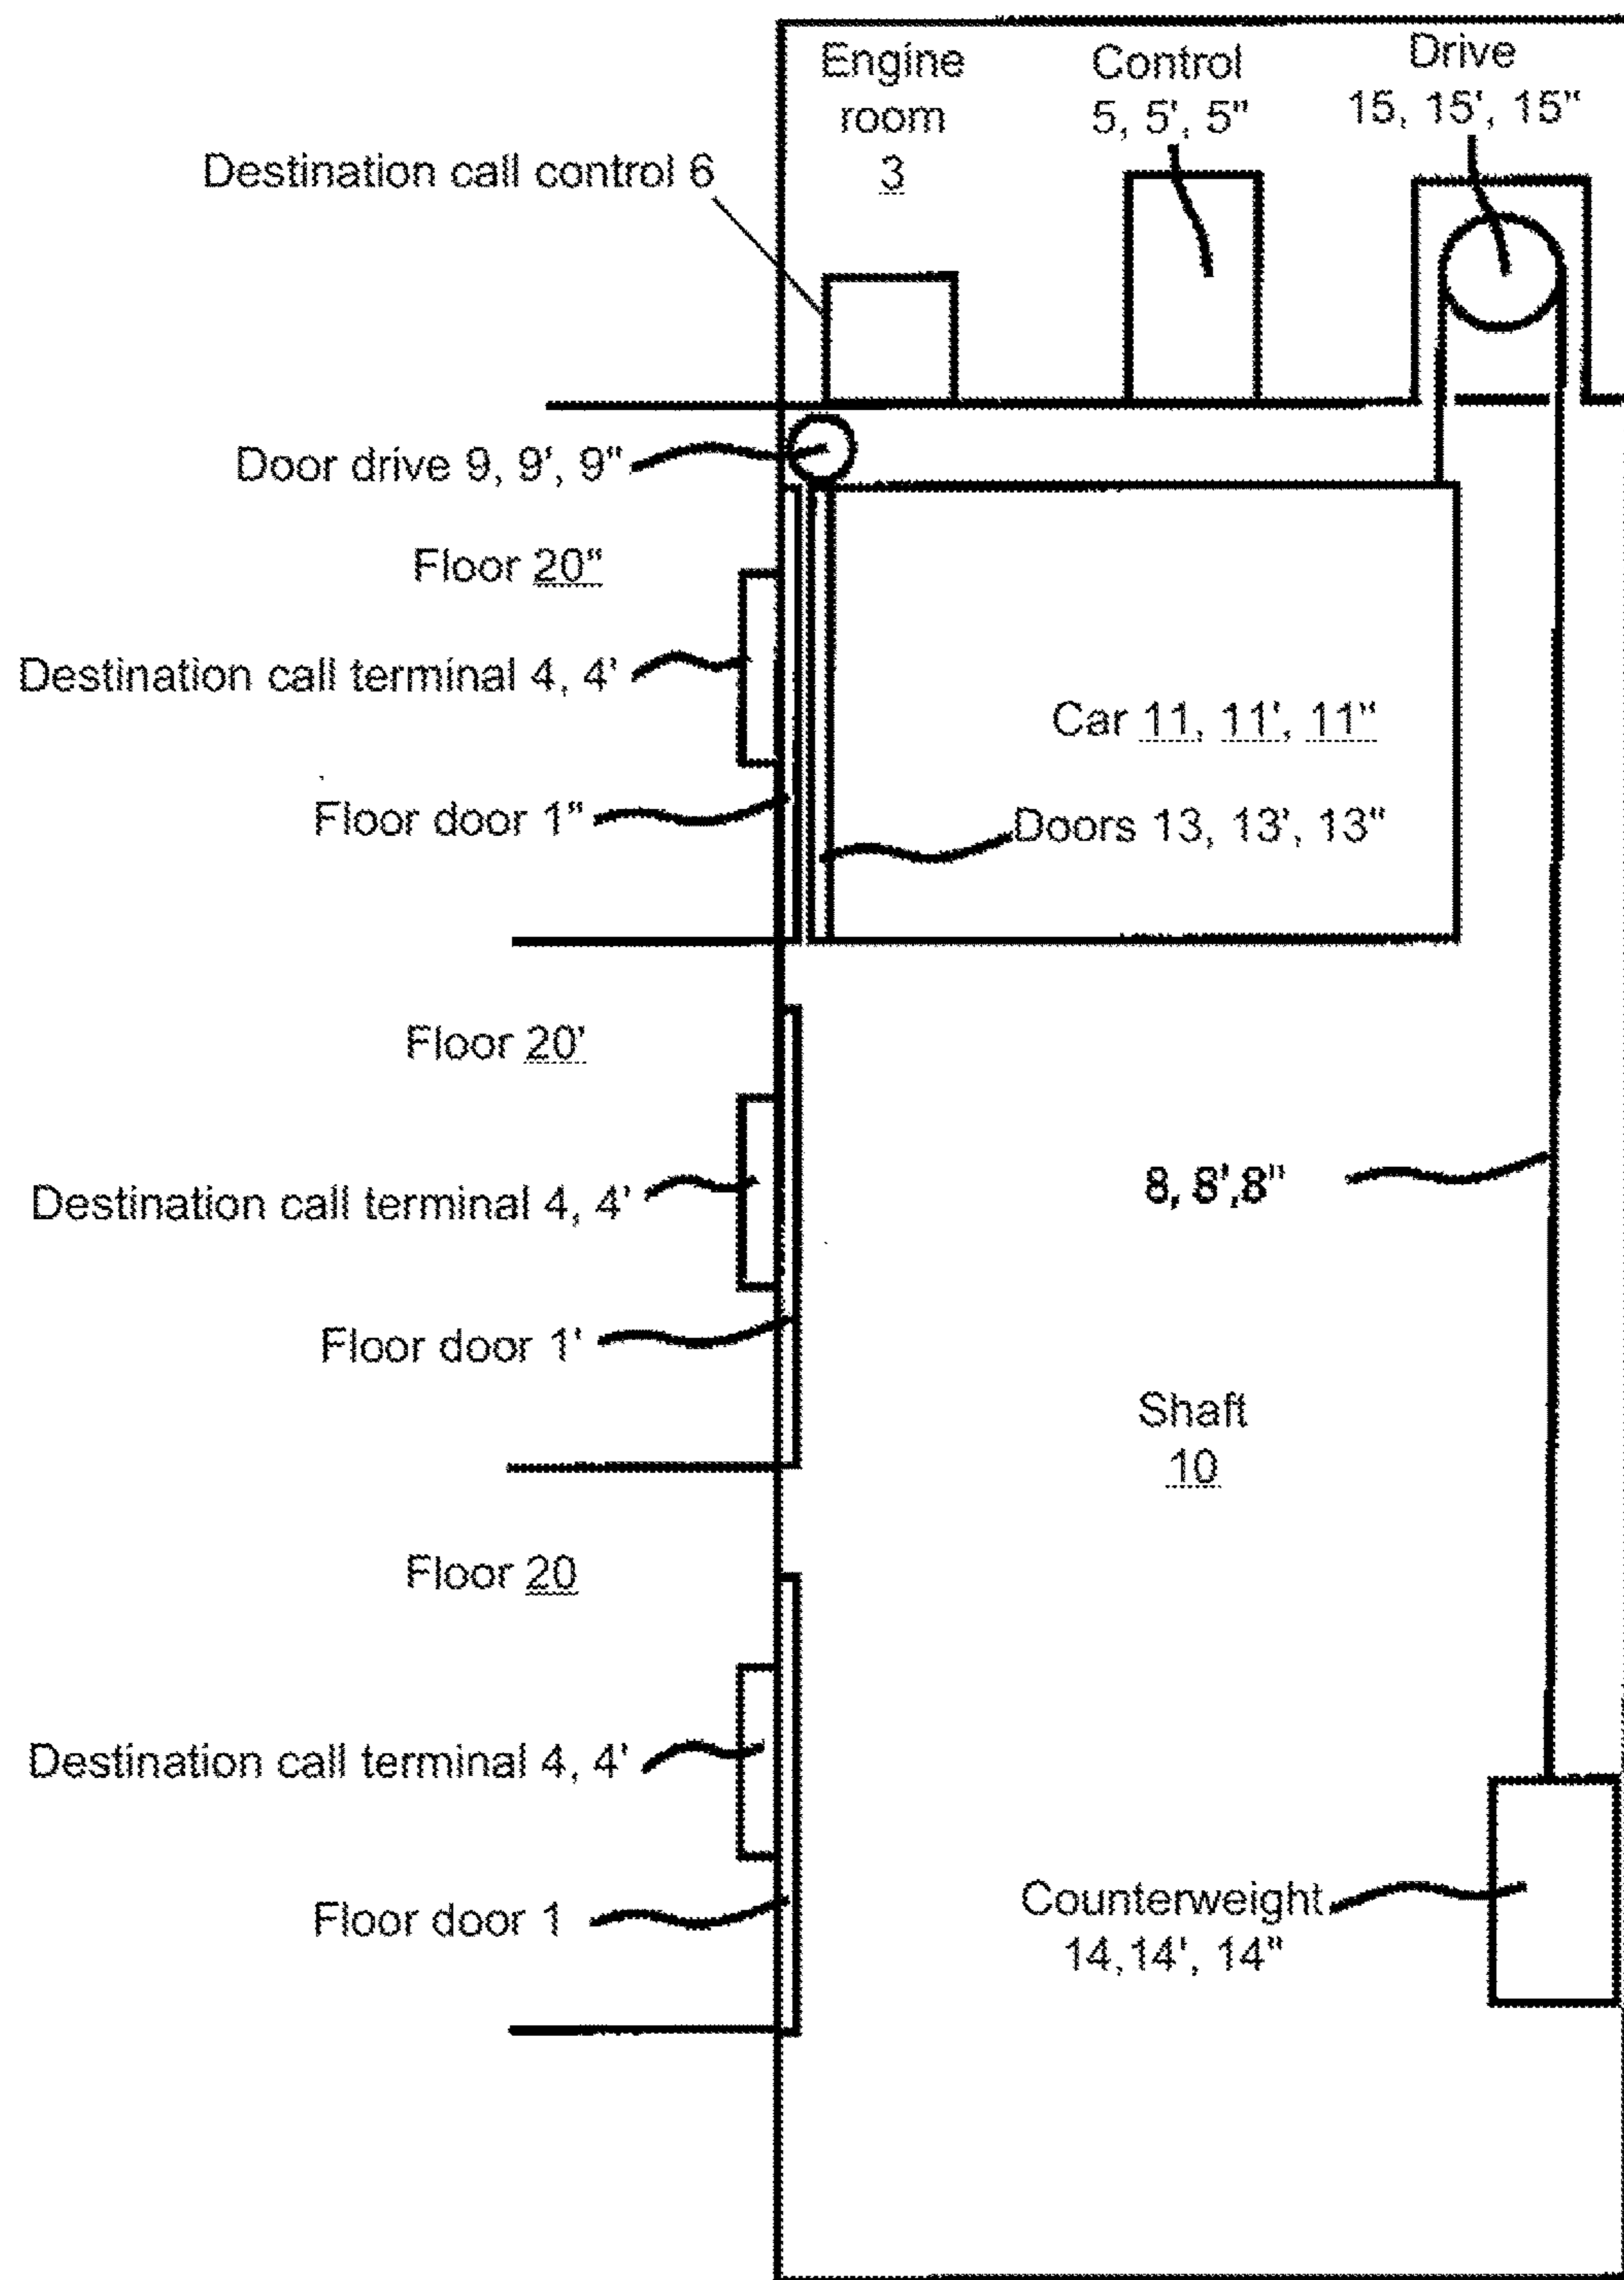 Engine
room
3
Control
5, 5', 5"
Drive
15, 15', 15"
Destination call control 6
Door drive 9, 9', 9"
Floor 20"
Destination call terminal 4, 4'
Car 11, 11', 11"
Floor door 1"
Doors 13, 13', 13"
Floor 20'
Destination call terminal 4, 4'
8, 8',8"
Floor door 1'
Shaft
10
Floor 20
Destination call terminal 4, 4'
Floor door 1
Counterweight
14,14', 14"